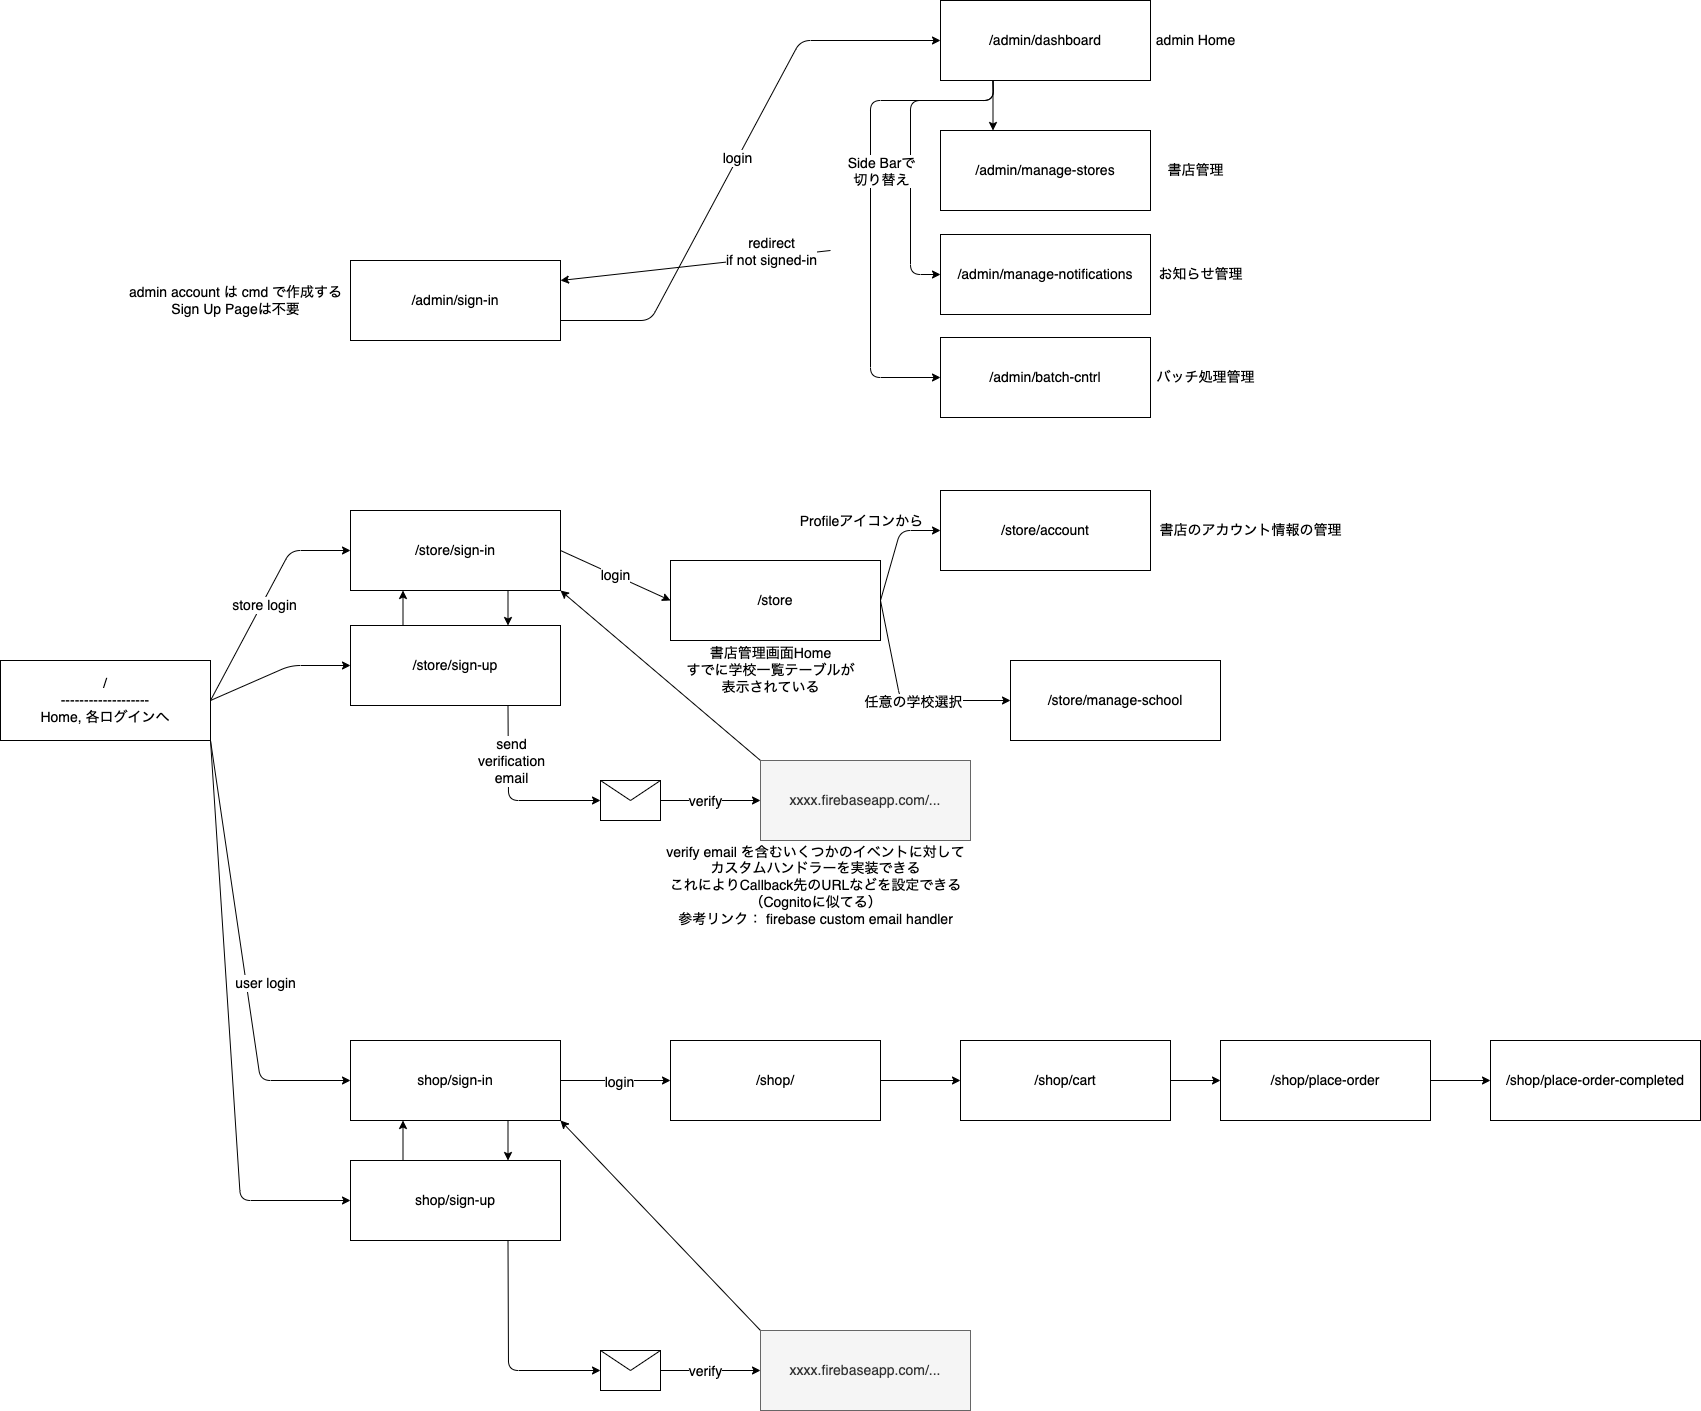 /admin/dashboard
admin Home
login
Side Barで
切り替え
/admin/manage-stores
書店管理
redirect
if not signed-in
/admin/manage-notifications
お知らせ管理
admin account は cmd で作成する
Sign Up Pageは不要
/admin/sign-in
/admin/batch-cntrl
バッチ処理管理
Profileアイコンから
/store/account
書店のアカウント情報の管理
/store/sign-in
login
/store
store login
書店管理画面Home
すでに学校一覧テーブルが
表示されている
/store/sign-up
/
-------------------
Home, 各ログインへ
任意の学校選択
/store/manage-school
send
verification
email
verify
xxxx.firebaseapp.com/...
verify email を含むいくつかのイベントに対して
カスタムハンドラーを実装できる
これによりCallback先のURLなどを設定できる
（Cognitoに似てる）
参考リンク： firebase custom email handler
user login
shop/sign-in
login
/shop/
/shop/cart
/shop/place-order
/shop/place-order-completed
shop/sign-up
verify
xxxx.firebaseapp.com/...